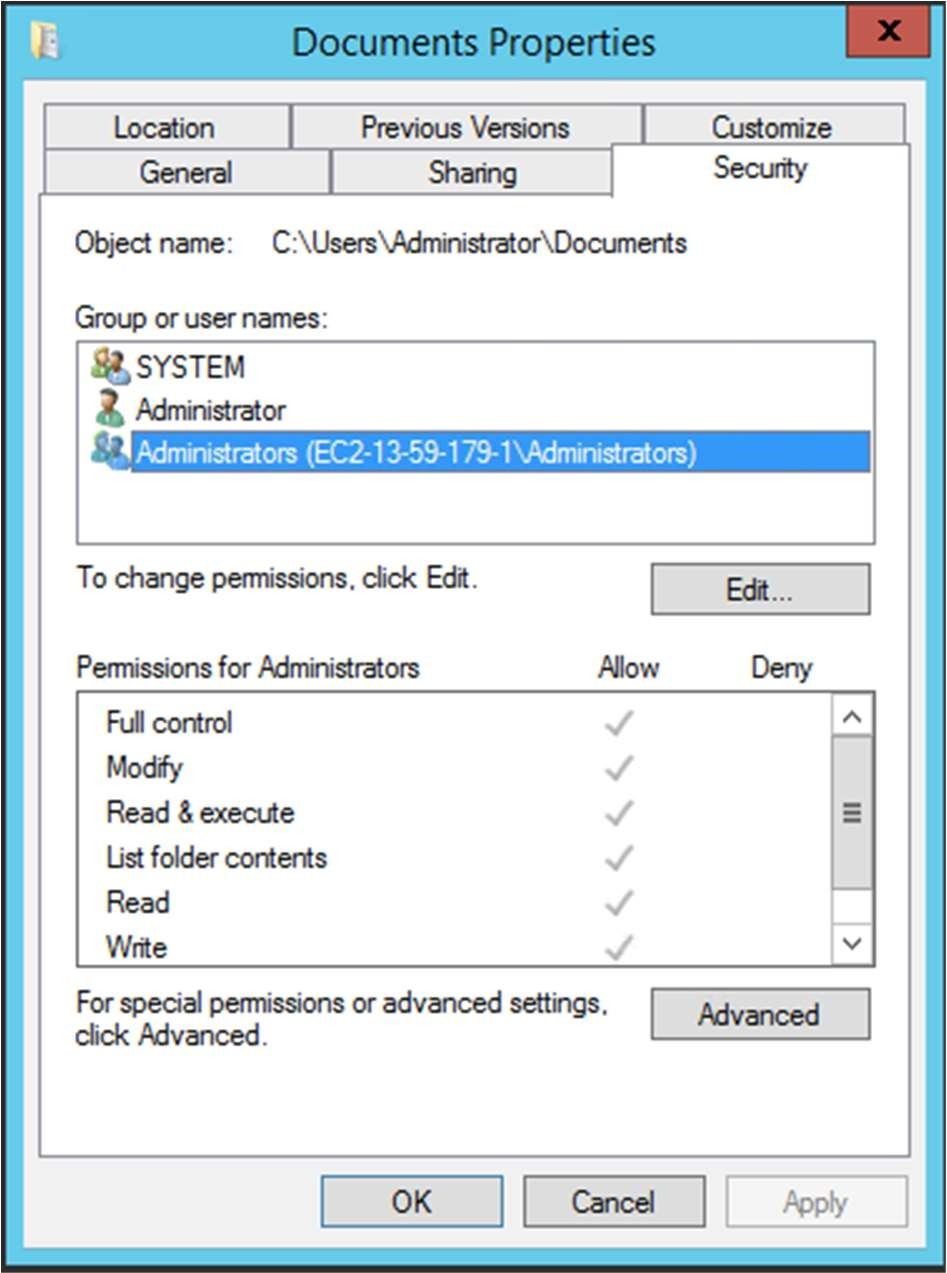 Documents Properties
x
Location Previous Versions Customize
General Sharing Security
Object name: C:\Users\Administrator\Documents
Group or user names:
SYSTEM
Administrator
Administrators (EC2-13-59-179-1\Administrators)
To change permissions, click Edit.
Edit...
Permissions for Administrators Allow Deny
Full control
Modify
Read & execute
List folder contents
Read
Write
For special permissions or advanced settings,
click Advanced.
Advanced
OK Cancel Apply